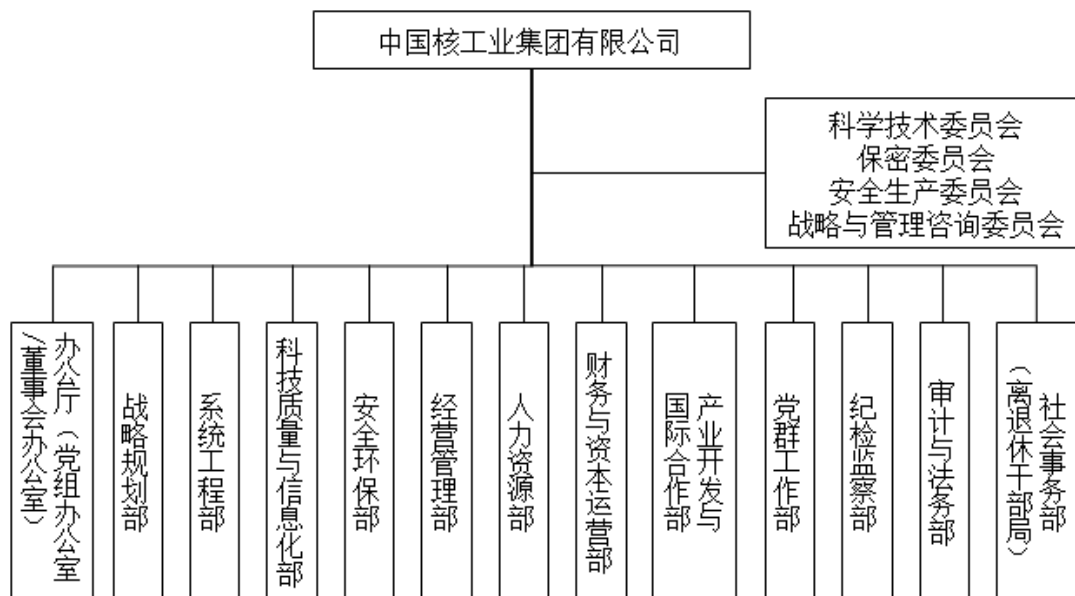 中国核工业集团有限公司
科学技术委员会
保密委员会
安全生产委员会
战略与管理咨询委员会
办公厅（党组办公室
/董事会办公室）
战略规划部
系统工程部
科技质量与信息化部
安全环保部
经营管理部
人力资源部
财务与资本运营部
产业开发与
国际合作部
党群工作部
纪检监察部
审计与法务部
社会事务部
（离退休干部局）